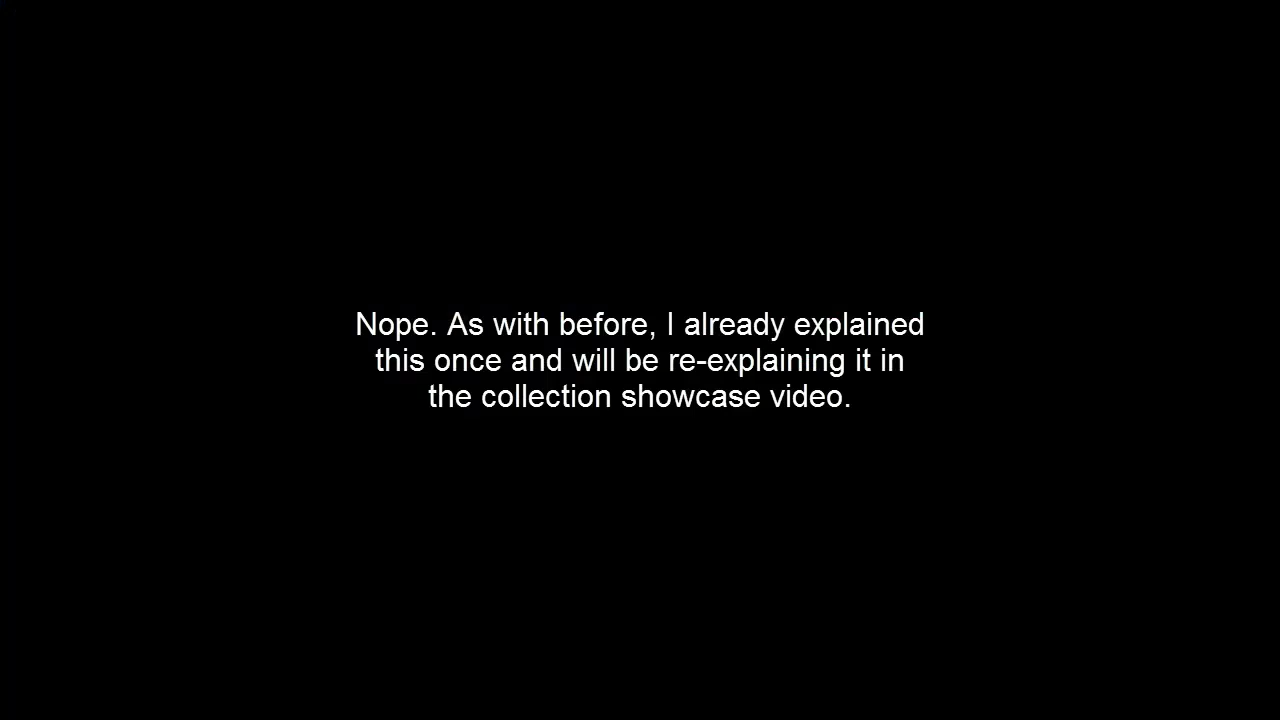 Nope. As with before, I already explained
this once and will be re-explaining it in
the collection showcase video.